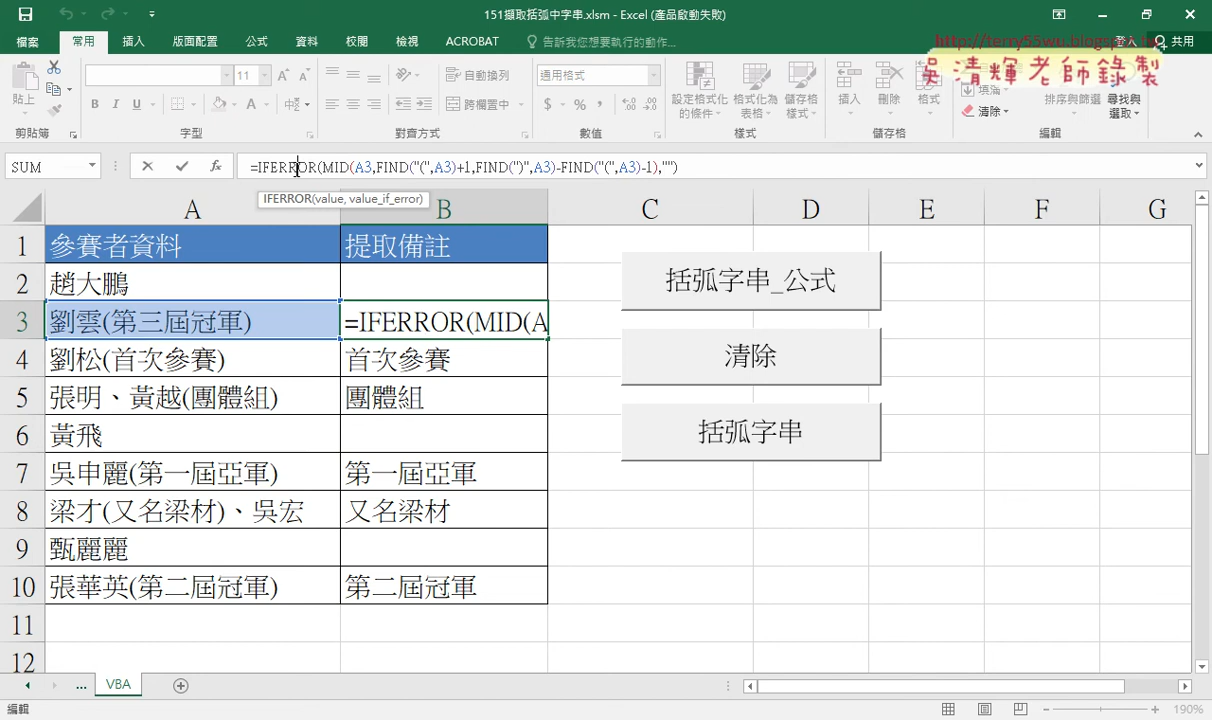 151擷取括弧中字串.xlsm - Excel (產品啟動失敗)
檔案 常用 插入 版面配置 公式 資料 校閱 檢視 ACROBAT 告訴我您想要執行的動作... 登入 共用
http://terry55wu.blogspot.tw
吳清輝老師錄製
貼上 11 自動換列 通用格式 設定格式化的條件 格式化為表格 儲存格樣式 插入 刪除 格式 填滿 排序與篩選 尋找與選取
B I U 跨欄置中 $ % 清除
剪貼簿 字型 對齊方式 數值 樣式 儲存格 編輯
SUM =IFERROR(MID(A3,FIND("(",A3)+1,FIND(")",A3)-FIND("(",A3)-1),"")
IFERROR(value, value_if_error)
A B C D E F G
1 參賽者資料 提取備註
2 趙大鵬
括弧字串_公式
3 劉雲(第三屆冠軍) =IFERROR(MID(A
4 劉松(首次參賽) 首次參賽
清除
5 張明、黃越(團體組) 團體組
6 黃飛
括弧字串
7 吳申麗(第一屆亞軍) 第一屆亞軍
8 梁才(又名梁材)、吳宏 又名梁材
9 甄麗麗
10 張華英(第二屆冠軍) 第二屆冠軍
11
12
... VBA
編輯 190%